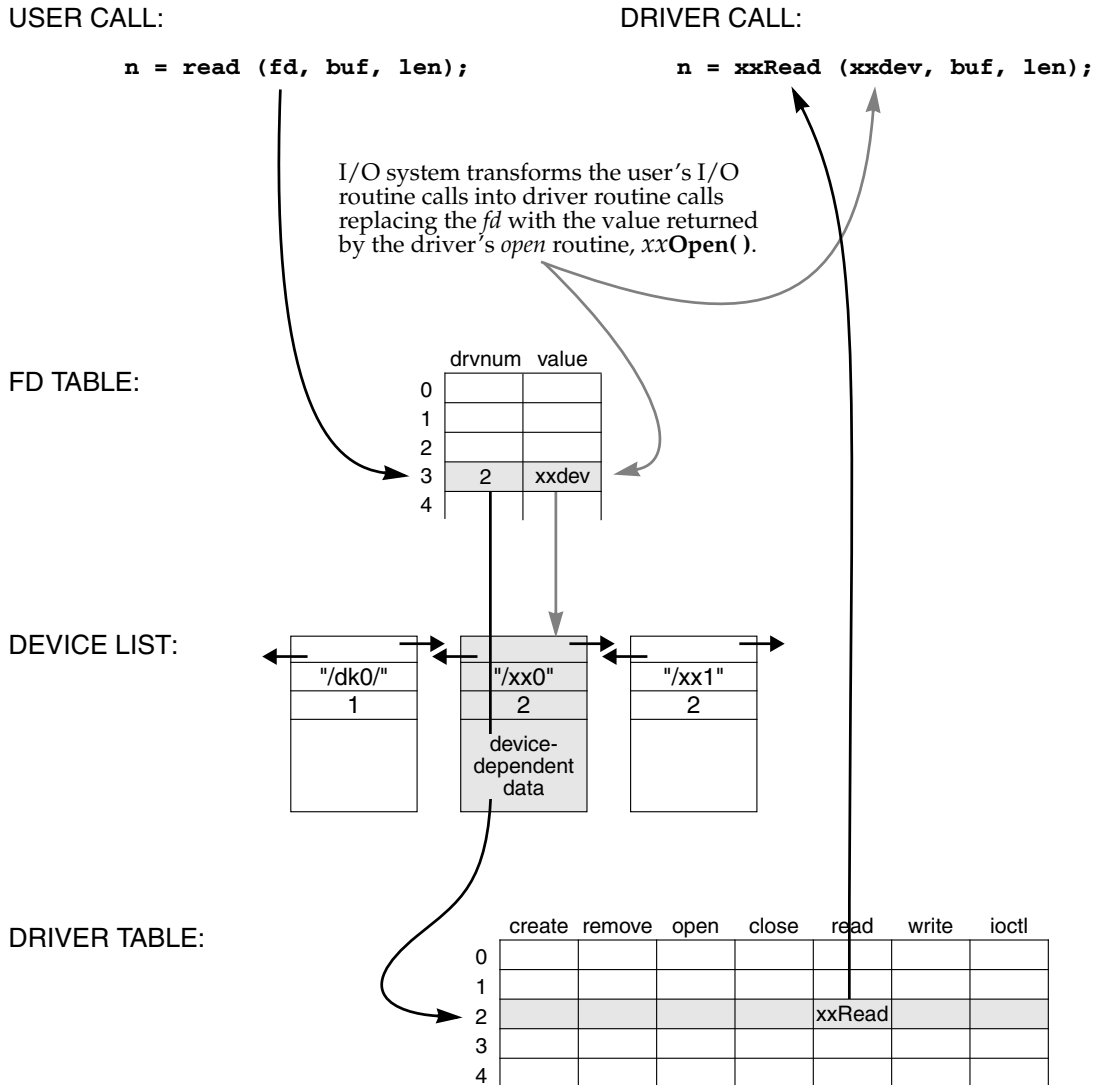 USER CALL: DRIVER CALL:
n = read (fd, buf, len); n = xxRead (xxdev, buf, len);
I/O system transforms the user's I/O
routine calls into driver routine calls
replacing the fd with the value returned
by the driver's open routine, xxOpen( ).
FD TABLE:
drvnum value
0
1
2
3 2 xxdev
4
DEVICE LIST:
"/dk0/" "/xx0" "/xx1"
1 2 2
device-
dependent
data
DRIVER TABLE:
create remove open close read write ioctl
0
1
2 xxRead
3
4